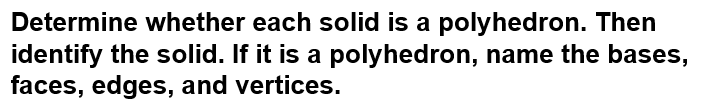 Determine whether each solid is a polyhedron. Then
identify the solid. If it is a polyhedron, name the bases,
faces, edges, and vertices.